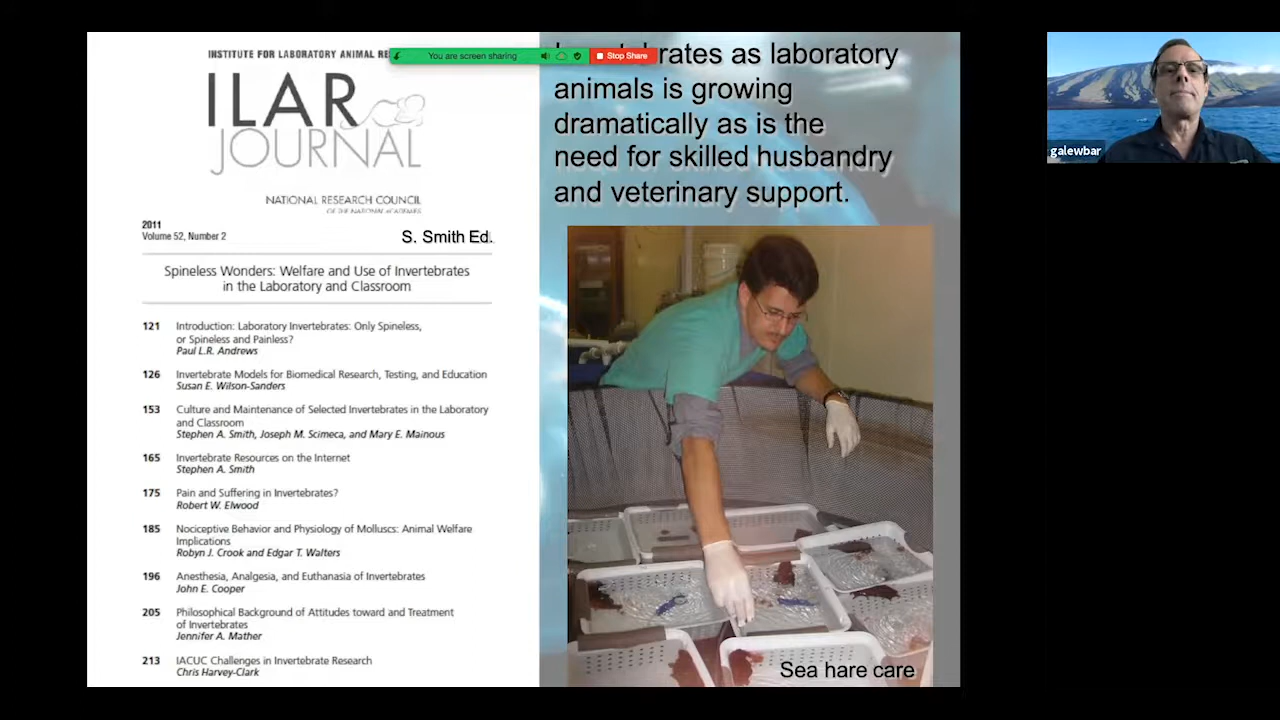 INSTITUTE FOR LABORATORY ANIMAL
You are screen sharing
Stop Share
ILAR
JOURNAL
NATIONAL RESEARCH COUNCIL
OF THE NATIONAL ACADEMIES
2011
Volume 52, Number 2
S. Smith Ed.
Spineless Wonders: Welfare and Use of Invertebrates
in the Laboratory and Classroom
121 Introduction: Laboratory Invertebrates: Only Spineless,
or Spineless and Painless?
Paul L.R. Andrews
126 Invertebrate Models for Biomedical Research, Testing, and Education
Susan E. Wilson-Sanders
153 Culture and Maintenance of Selected Invertebrates in the Laboratory
and Classroom
Stephen A. Smith, Joseph M. Scimeca, and Mary E. Mainous
165 Invertebrate Resources on the Internet
Stephen A. Smith
175 Pain and Suffering in Invertebrates?
Robert W. Elwood
185 Nociceptive Behavior and Physiology of Molluscs: Animal Welfare
Implications
Robyn J. Crook and Edgar T. Walters
196 Anesthesia, Analgesia, and Euthanasia of Invertebrates
John E. Cooper
205 Philosophical Background of Attitudes toward and Treatment
of Invertebrates
Jennifer A. Mather
213 IACUC Challenges in Invertebrate Research
Chris Harvey-Clark
as laboratory
animals is growing
dramatically as is the
need for skilled husbandry
and veterinary support.
Sea hare care
galewbar